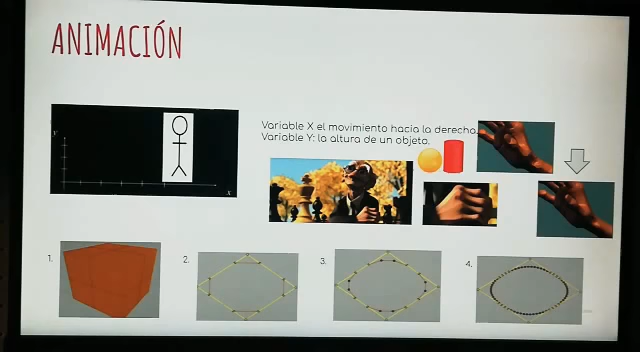 ANIMACIÓN
Variable X el movimiento hacia la derecha
Variable Y: la altura de un objeto.
Y
X
1.
2.
3.
4.